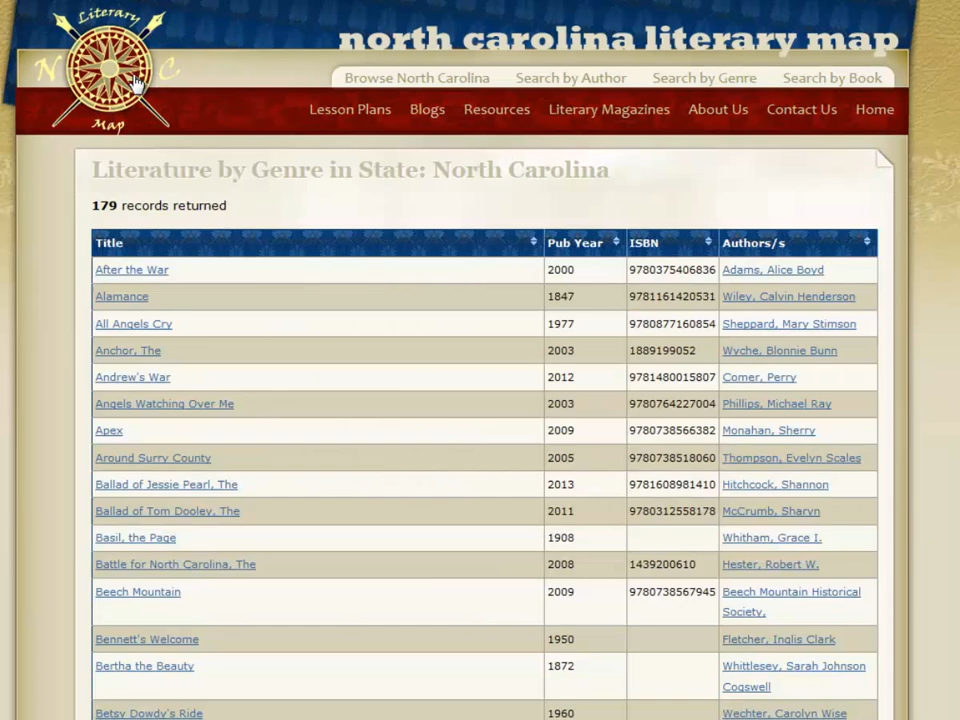 Literary
N C
Map
north carolina literary map
Browse North Carolina Search by Author Search by Genre Search by Book
Lesson Plans Blogs Resources Literary Magazines About Us Contact Us Home
Literature by Genre in State: North Carolina
179 records returned
Title Pub Year ISBN Authors/s
After the War 2000 9780375406836 Adams, Alice Boyd
Alamance 1847 9781161420531 Wiley, Calvin Henderson
All Angels Cry 1977 9780877160854 Sheppard, Mary Stimson
Anchor, The 2003 1889199052 Wyche, Blonnie Bunn
Andrew's War 2012 9781480015807 Comer, Perry
Angels Watching Over Me 2003 9780764227004 Phillips, Michael Ray
Apex 2009 9780738566382 Monahan, Sherry
Around Surry County 2005 9780738518060 Thompson, Evelyn Scales
Ballad of Jessie Pearl, The 2013 9781608981410 Hitchcock, Shannon
Ballad of Tom Dooley, The 2011 9780312558178 McCrumb, Sharyn
Basil, the Page 1908 Whitham, Grace I.
Battle for North Carolina, The 2008 1439200610 Hester, Robert W.
Beech Mountain 2009 9780738567945 Beech Mountain Historical
Society,
Bennett's Welcome 1950 Fletcher, Inglis Clark
Bertha the Beauty 1872 Whittlesey, Sarah Johnson
Cogswell
Betsy Dowdy's Ride 1960 Wechter, Carolyn Wise